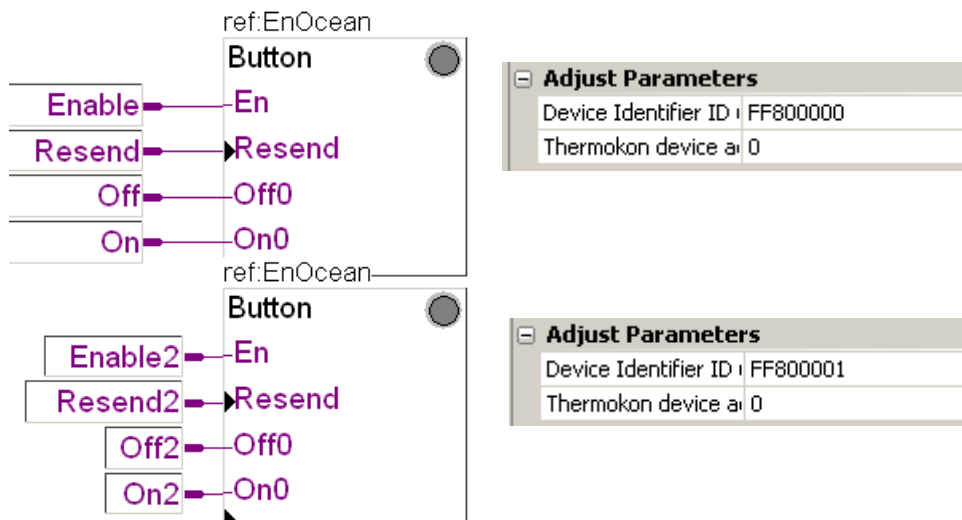 ref:EnOcean
Button
Enable En
Resend Resend
Off Off0
On On0
Adjust Parameters
Device Identifier ID FF800000
Thermokon device 0
ref:EnOcean
Button
Enable2 En
Resend2 Resend
Off2 Off0
On2 On0
Adjust Parameters
Device Identifier ID FF800001
Thermokon device 0